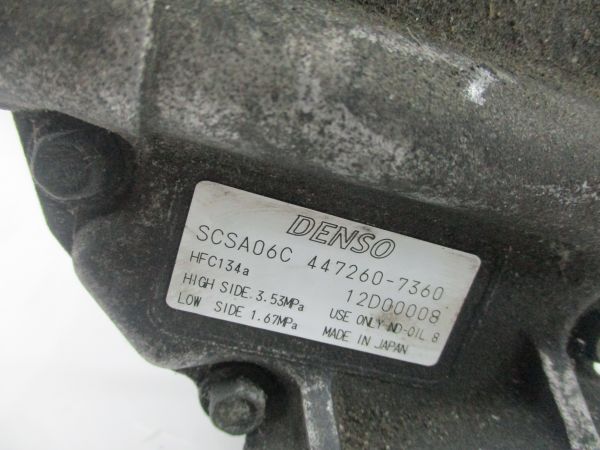 DENSO
SCSA06C 447260-7360
HFC134a 12D00008
HIGH SIDE.3.53MPa USE ONLY ND-OIL 8
LOW SIDE 1.67MPa MADE IN JAPAN